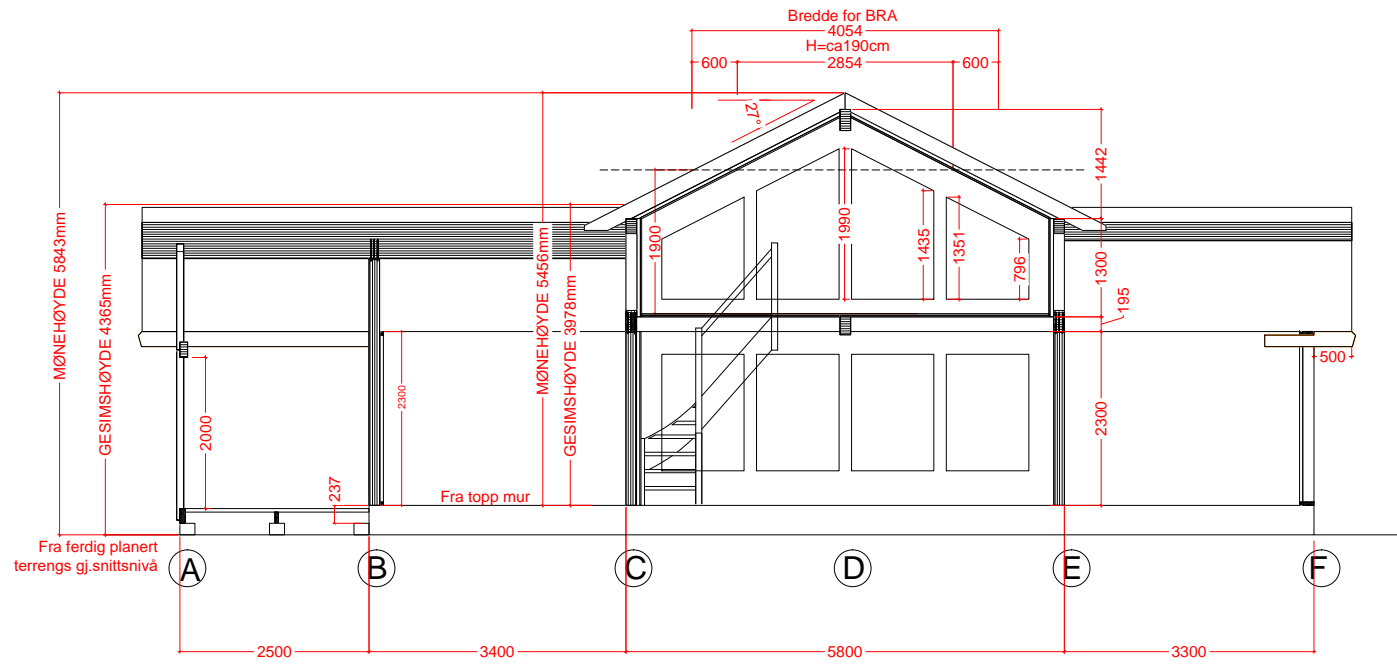 Bredde for BRA
4054
H=ca190cm
600
2854
600
27°
1442
MØNEHØYDE 5843mm
GESIMSHØYDE 4365mm
MØNEHØYDE 5456mm
GESIMSHØYDE 3978mm
1900
1990
1435
1351
796
1300
195
500
2000
2300
2300
237
Fra topp mur
Fra ferdig planert
terrengs gj.snittsnivå
A
B
C
D
E
F
2500
3400
5800
3300